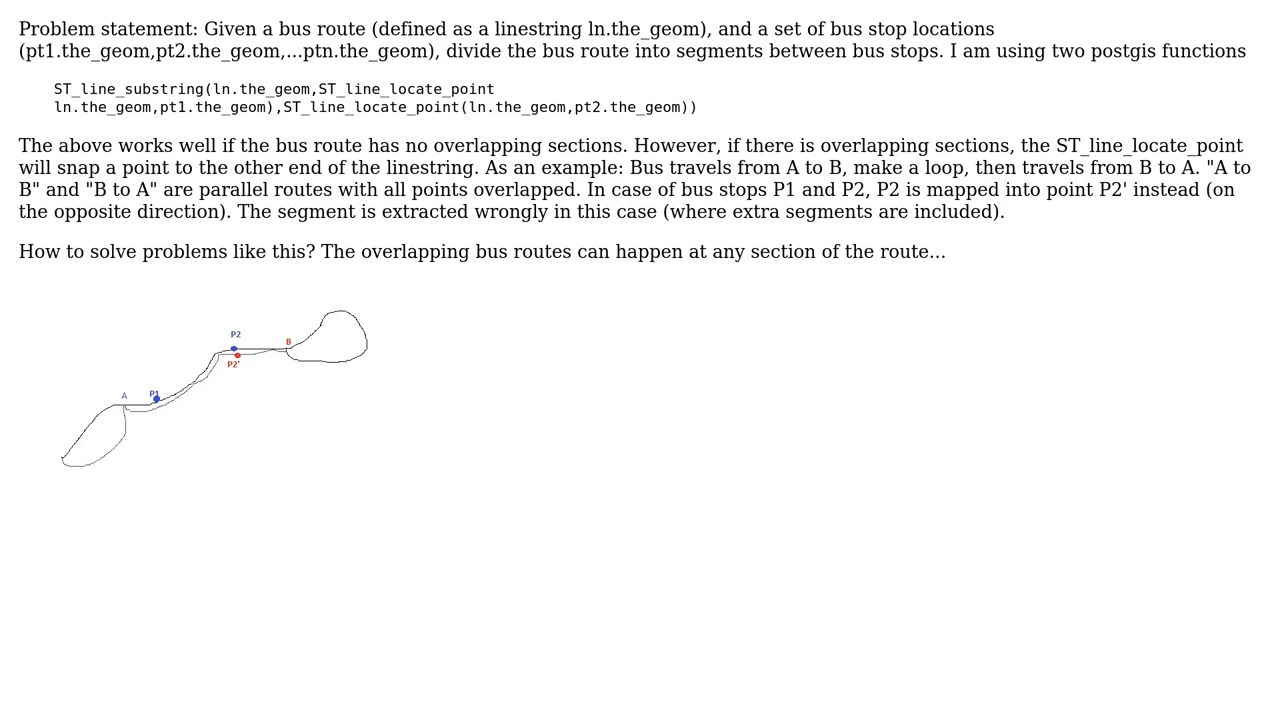 Problem statement: Given a bus route (defined as a linestring ln.the_geom), and a set of bus stop locations
(pt1.the_geom,pt2.the_geom,...ptn.the_geom), divide the bus route into segments between bus stops. I am using two postgis functions
ST_line_substring(ln.the_geom,ST_line_locate_point
ln.the_geom,pt1.the_geom),ST_line_locate_point(ln.the_geom,pt2.the_geom))
The above works well if the bus route has no overlapping sections. However, if there is overlapping sections, the ST_line_locate_point
will snap a point to the other end of the linestring. As an example: Bus travels from A to B, make a loop, then travels from B to A. "A to
B" and "B to A" are parallel routes with all points overlapped. In case of bus stops P1 and P2, P2 is mapped into point P2' instead (on
the opposite direction). The segment is extracted wrongly in this case (where extra segments are included).
How to solve problems like this? The overlapping bus routes can happen at any section of the route...
P2
B
P2'
A
P1